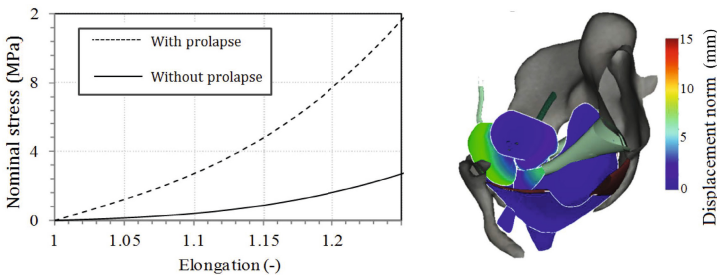 2
8
4
0
Nominal stress (MPa)
With prolapse
Without prolapse
1
1.05
1.1
1.15
1.2
Elongation (-)
15
10
5
0
Displacement norm (mm)